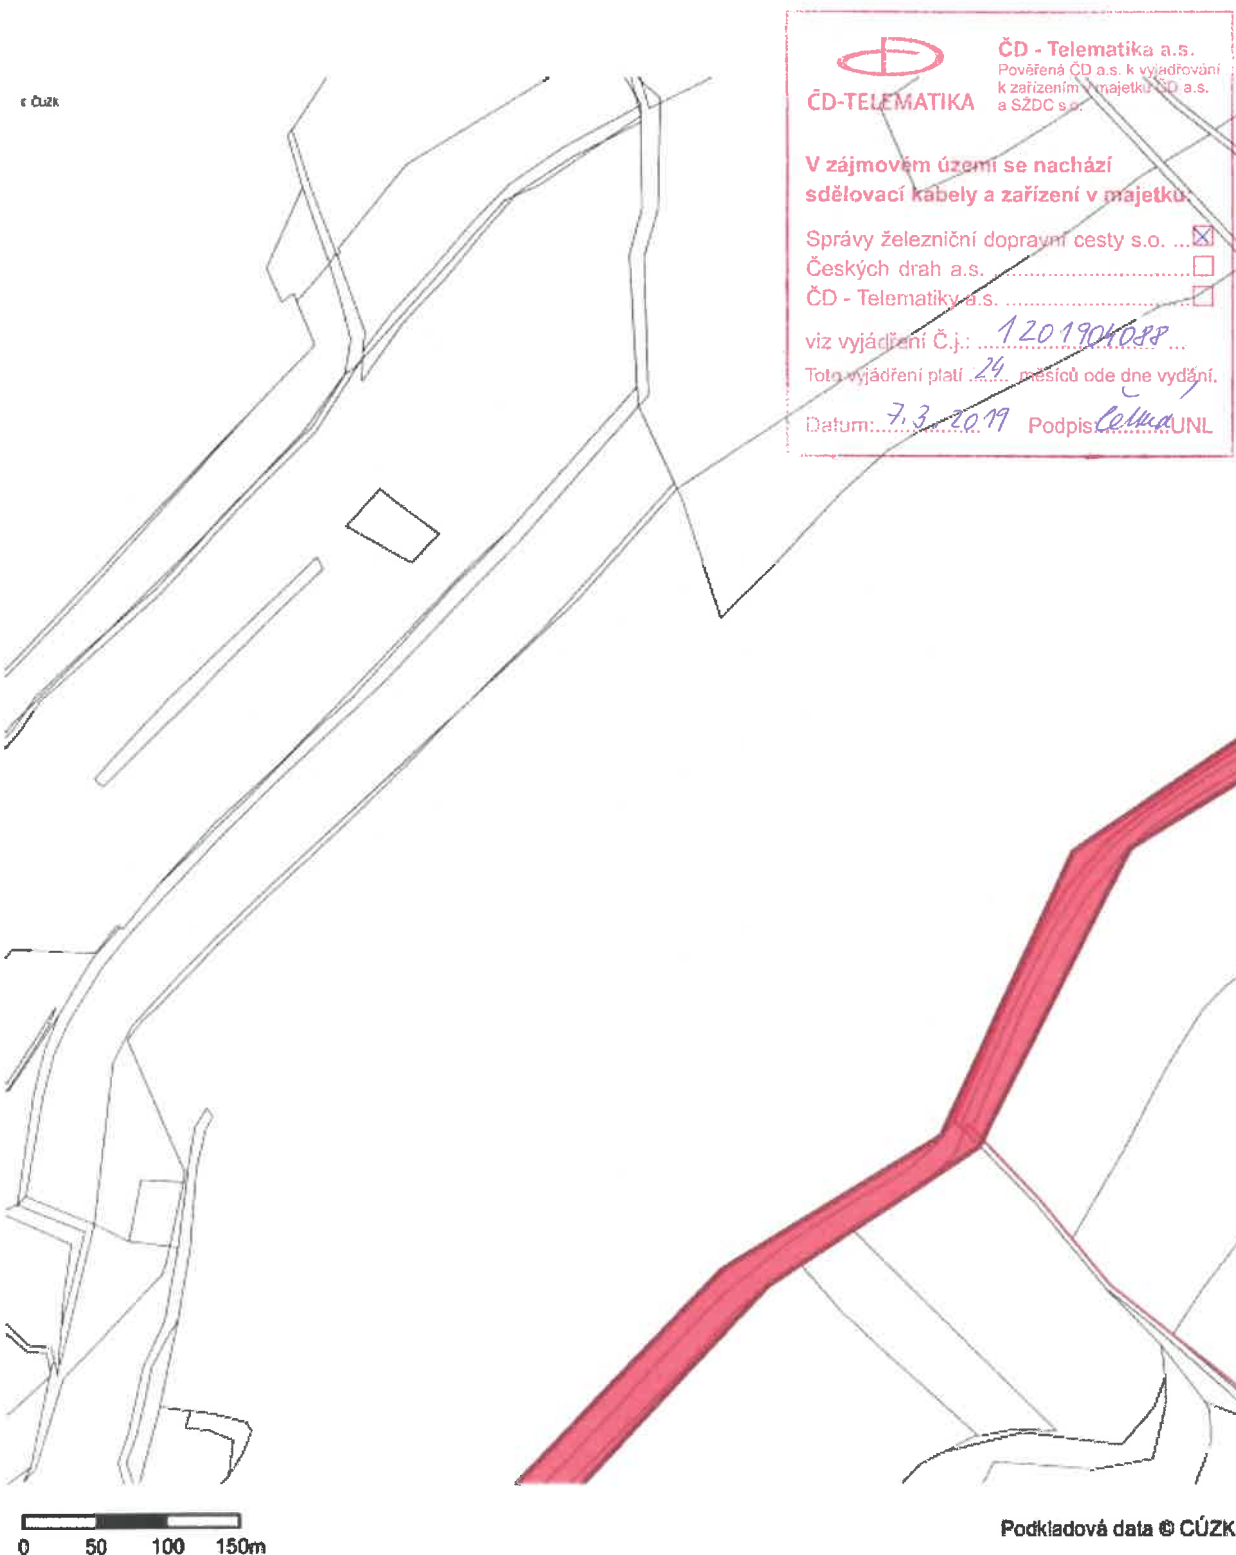 © ČÚZK
ČD-TELEMATIKA
ČD - Telematika a.s.
Pověřená ČD a.s. k vyjadřování
k zařízením v majetku ČD a.s.
a SŽDC s.o.
V zájmovém území se nachází
sdělovací kabely a zařízení v majetku:
Správy železniční dopravní cesty s.o. ...☒
Českých drah a.s. ...☐
ČD - Telematiky a.s. ...☐
viz vyjádření Č.j.: 1201904088 ...
Toto vyjádření platí 24 měsíců ode dne vydání.
Datum: 7.3.2019 Podpis: UNL
0 50 100 150m
Podkladová data © ČÚZK